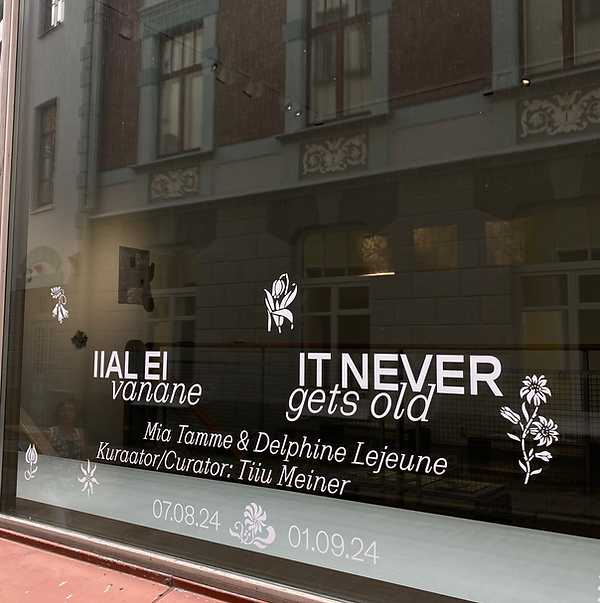 IIAL EI
vanane
IT NEVER
gets old
Mia Tamme & Delphine Lejeune
Kuraator/Curator: Tiiu Meiner
07.08.24
01.09.24